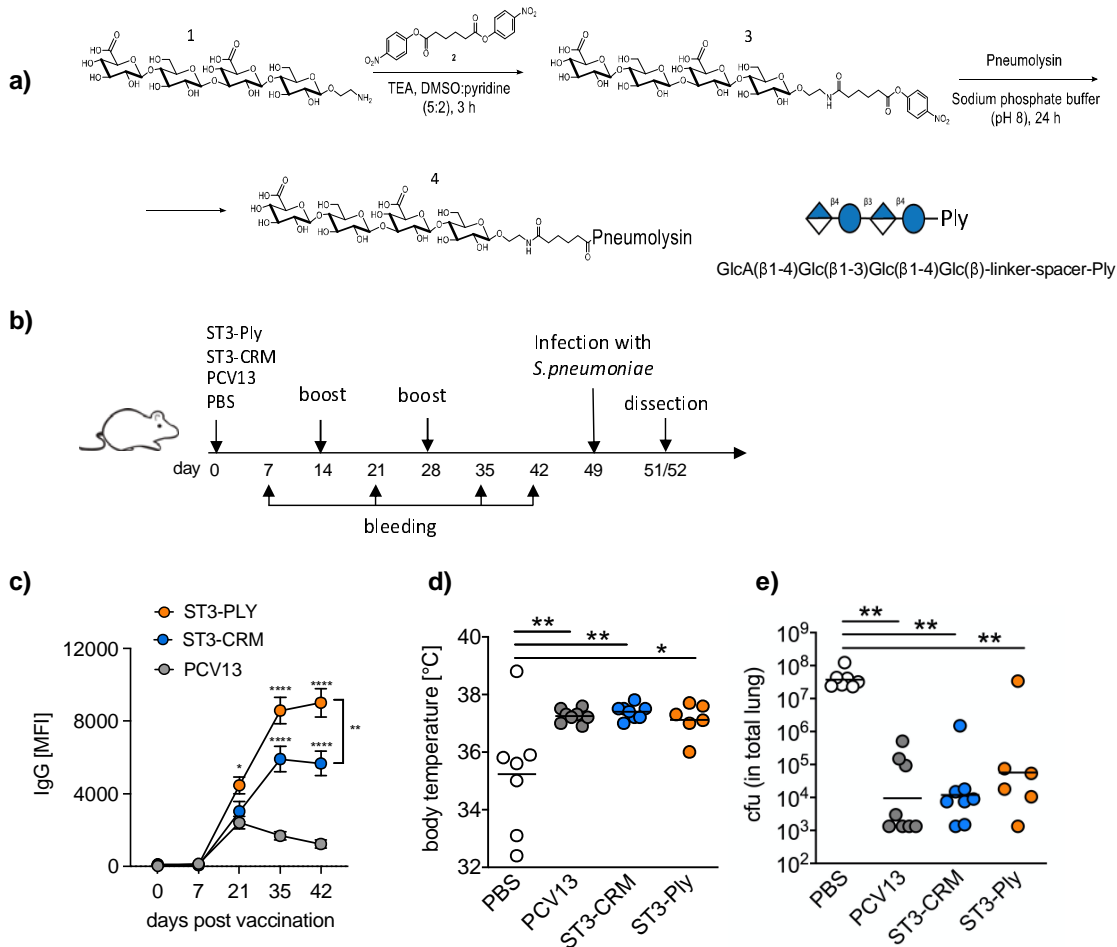 a)
1
2
3
TEA, DMSO:pyridine
(5:2), 3 h
Pneumolysin
Sodium phosphate buffer
(pH 8), 24 h
4
Pneumolysin
β4 β3 β4
Ply
GlcA(β1-4)Glc(β1-3)Glc(β1-4)Glc(β)-linker-spacer-Ply
b)
ST3-Ply
ST3-CRM
PCV13
PBS
boost
boost
Infection with
S.pneumoniae
dissection
day 0 7 14 21 28 35 42 49 51/52
bleeding
c)
ST3-PLY
ST3-CRM
PCV13
IgG [MFI]
12000
8000
4000
0
* **** **** **** **** **
0 7 21 35 42
days post vaccination
d)
body temperature [°C]
40
38
36
34
32
**
**
*
PBS PCV13 ST3-CRM ST3-Ply
e)
cfu (in total lung)
10⁹
10⁸
10⁷
10⁶
10⁵
10⁴
10³
10²
**
**
**
PBS PCV13 ST3-CRM ST3-Ply